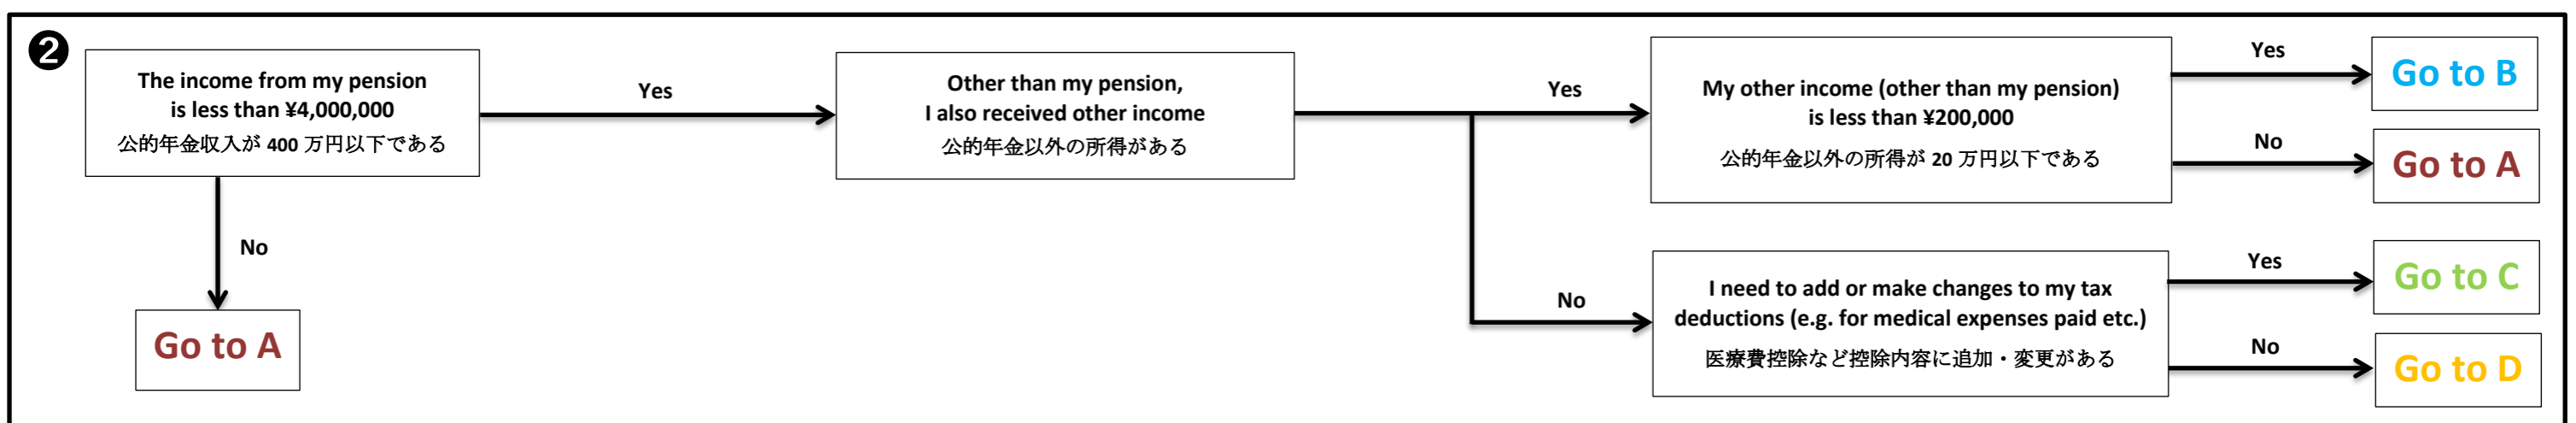 ❷
The income from my pension
is less than ¥4,000,000
公的年金収入が 400 万円以下である
Yes
No
Go to A
Other than my pension,
I also received other income
公的年金以外の所得がある
Yes
No
My other income (other than my pension)
is less than ¥200,000
公的年金以外の所得が 20 万円以下である
Yes
Go to B
No
Go to A
I need to add or make changes to my tax
deductions (e.g. for medical expenses paid etc.)
医療費控除など控除内容に追加・変更がある
Yes
Go to C
No
Go to D